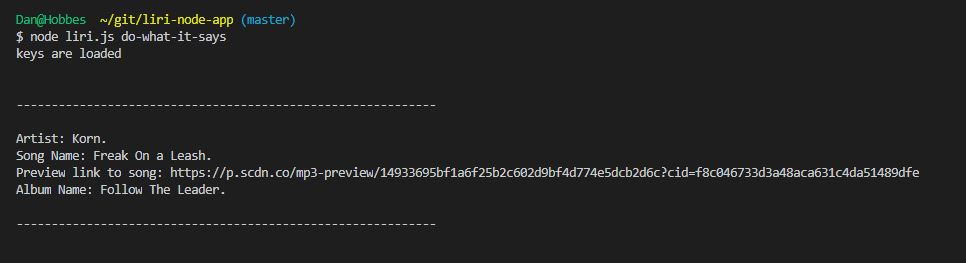 Dan@Hobbes ~/git/liri-node-app (master)
$ node liri.js do-what-it-says
keys are loaded
------------------------------------------------------------
Artist: Korn.
Song Name: Freak On a Leash.
Preview link to song: https://p.scdn.co/mp3-preview/14933695bf1a6f25b2c602d9bf4d774e5dcb2d6c?cid=f8c046733d3a48aca631c4da51489dfe
Album Name: Follow The Leader.
------------------------------------------------------------